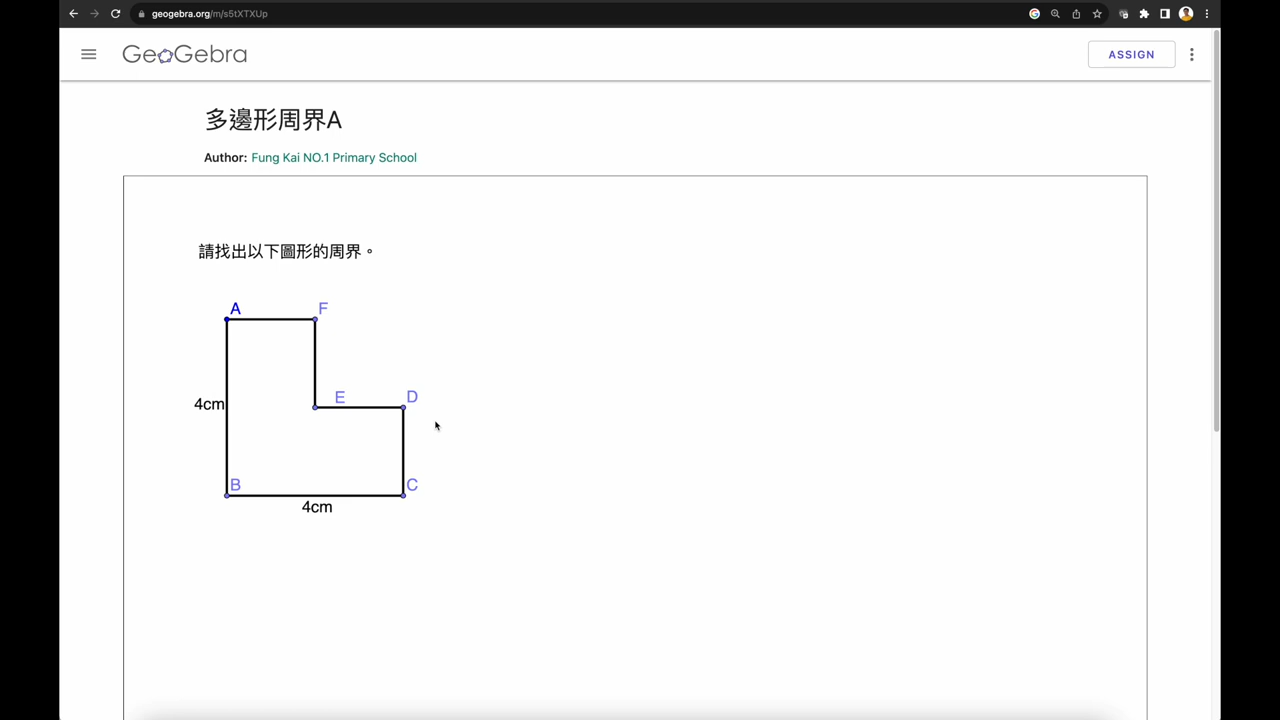 geogebra.org/m/s5tXTXUp
GeoGebra
ASSIGN
多邊形周界A
Author: Fung Kai NO.1 Primary School
請找出以下圖形的周界。
A F
E D
4cm
B C
4cm